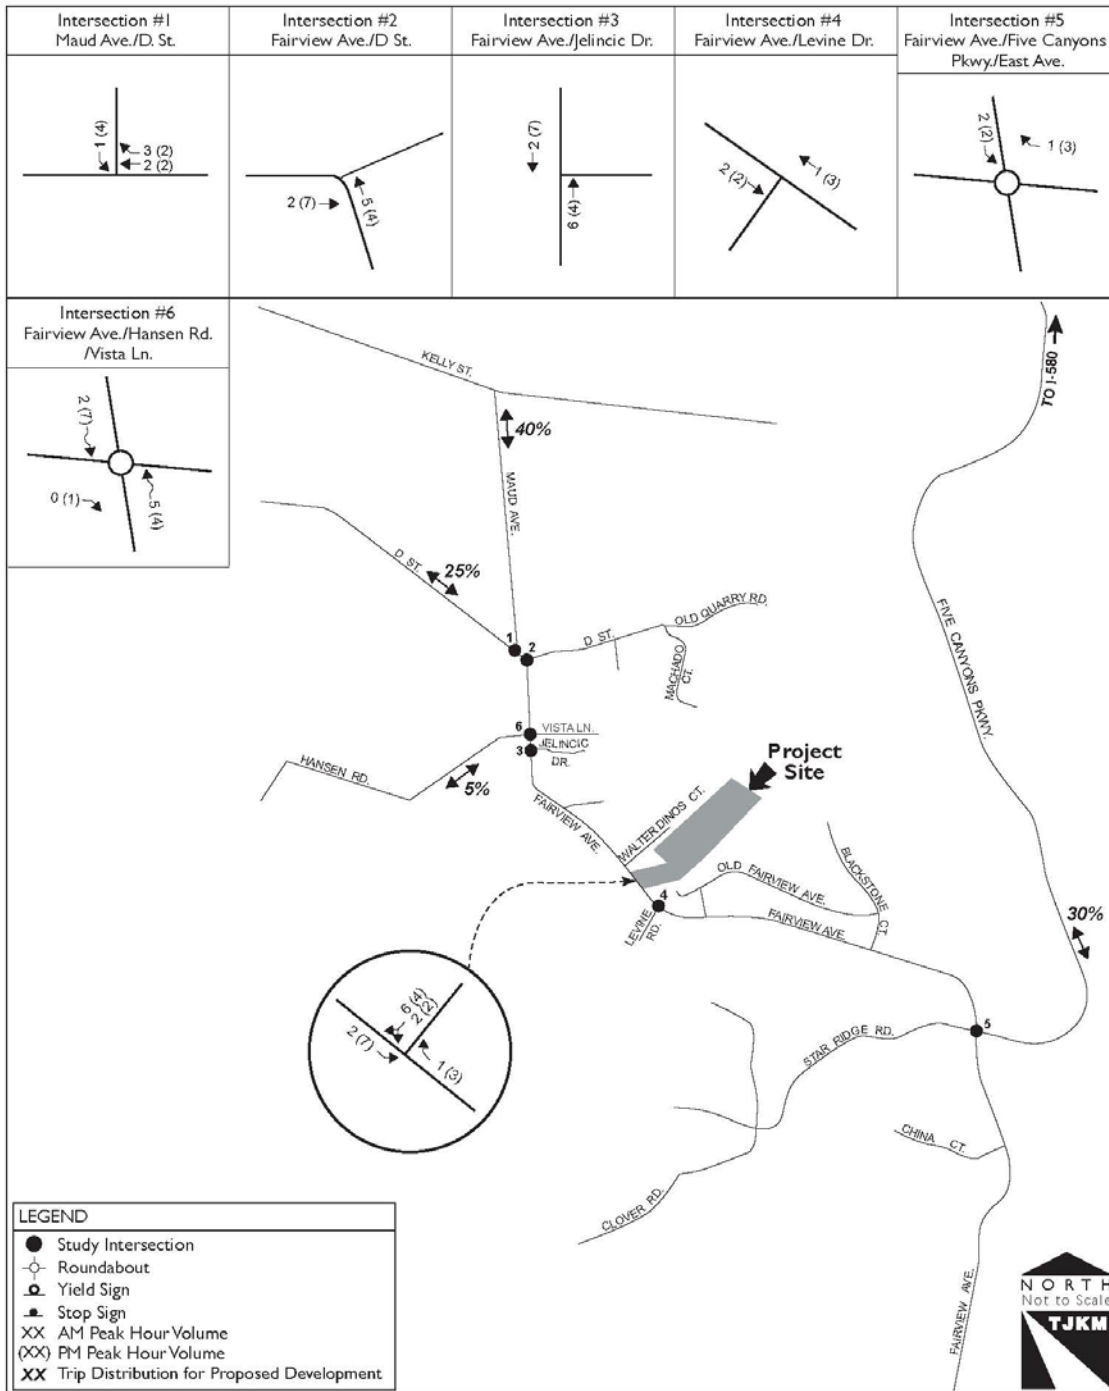 Intersection #1
Maud Ave./D. St.
1 (4)
3 (2)
2 (2)
Intersection #2
Fairview Ave./D St.
2 (7)
5 (4)
Intersection #3
Fairview Ave./Jelincic Dr.
2 (7)
6 (4)
Intersection #4
Fairview Ave./Levine Dr.
2 (2)
1 (3)
Intersection #5
Fairview Ave./Five Canyons
Pkwy./East Ave.
2 (2)
1 (3)
Intersection #6
Fairview Ave./Hansen Rd.
/Vista Ln.
2 (7)
0 (1)
5 (4)
KELLY ST.
TO I-580
40%
MAUD AVE.
D ST.
25%
OLD QUARRY RD.
D ST.
MACHADO
CT.
1
2
FIVE CANYONS PKWY.
6
VISTA LN.
3
JELINCIC
DR.
HANSEN RD.
5%
Project
Site
FAIRVIEW AVE.
WALTER DINOS CT.
BLACKSTONE
CT.
OLD FAIRVIEW AVE.
4
LEVINE
RD.
FAIRVIEW AVE.
30%
6 (4)
2 (2)
2 (7)
1 (3)
5
STAR RIDGE RD.
CHINA CT.
CLOVER RD.
FAIRVIEW AVE.
LEGEND
Study Intersection
Roundabout
Yield Sign
Stop Sign
XX AM Peak Hour Volume
(XX) PM Peak Hour Volume
XX Trip Distribution for Proposed Development
NORTH
Not to Scale
TJKM